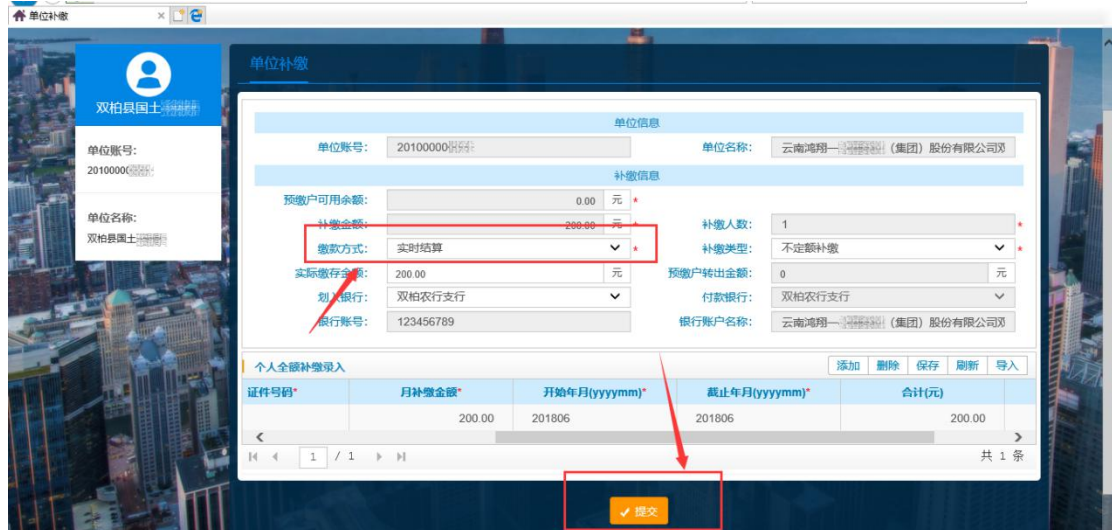 单位补缴
单位补缴
双柏县国土
单位账号:
2010000
单位名称:
双柏县国土
单位信息
单位账号: 20100000 单位名称: 云南鸿翔一 (集团) 股份有限公司双
补缴信息
预缴户可用余额: 0.00 元 *
补缴金额: 200.00 元 * 补缴人数: 1 *
缴款方式: 实时结算 * 补缴类型: 不定额补缴 *
实际缴存金额: 200.00 元 预缴户转出金额: 0 元
划入银行: 双柏农行支行 付款银行: 双柏农行支行
银行账号: 123456789 银行账户名称: 云南鸿翔一 (集团) 股份有限公司双
个人全额补缴录入 添加 删除 保存 刷新 导入
证件号码* 月补缴金额* 开始年月(yyyymm)* 截止年月(yyyymm)* 合计(元)
200.00 201806 201806 200.00
1 / 1 共 1 条
提交